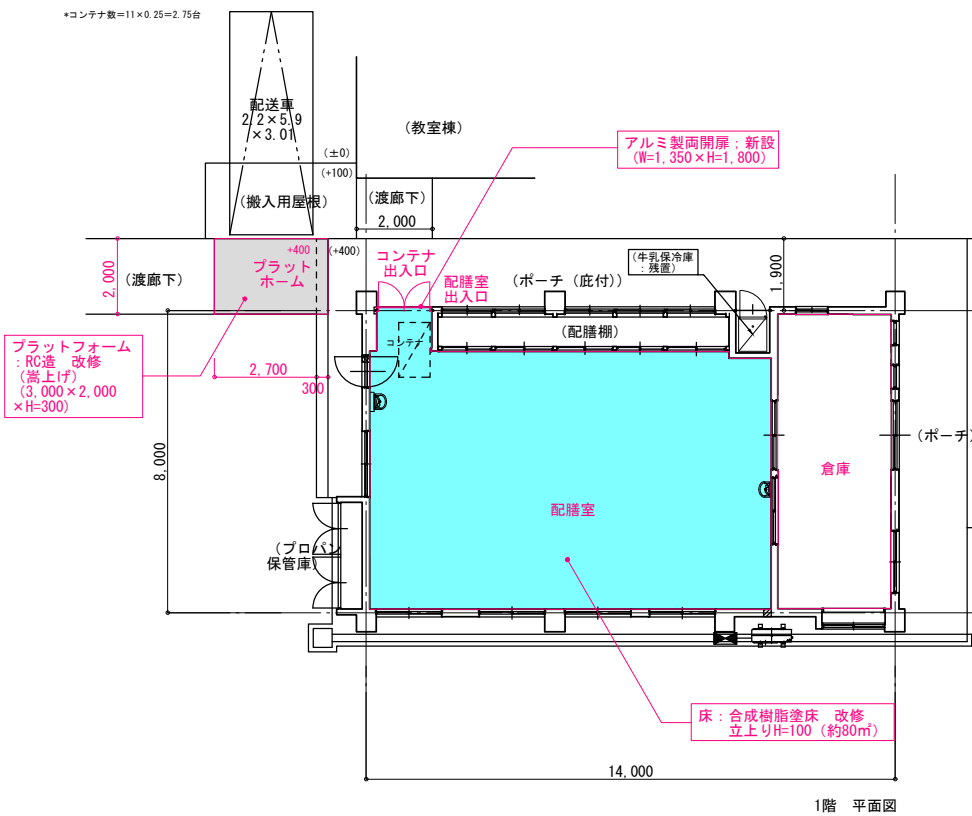 *コンテナ数=11×0.25=2.75台
配送車
2.2×5.9
×3.01
(教室棟)
アルミ製両開扉：新設
(W=1,350×H=1,800)
(±0)
(+100)
(搬入用屋根)
(渡廊下)
2,000
+400
(+400)
プラット
ホーム
コンテナ
出入口
配膳室
出入口
(ポーチ（庇付）)
(牛乳保冷庫
：残置)
1,900
2,000
(渡廊下)
(配膳棚)
コンテナ
プラットフォーム
：RC造　改修
(嵩上げ)
(3,000×2,000
×H=300)
2,700
300
8,000
(ポーチ)
倉庫
配膳室
(プロパン
保管庫)
床：合成樹脂塗床　改修
立上りH=100（約80㎡）
14,000
1階　平面図